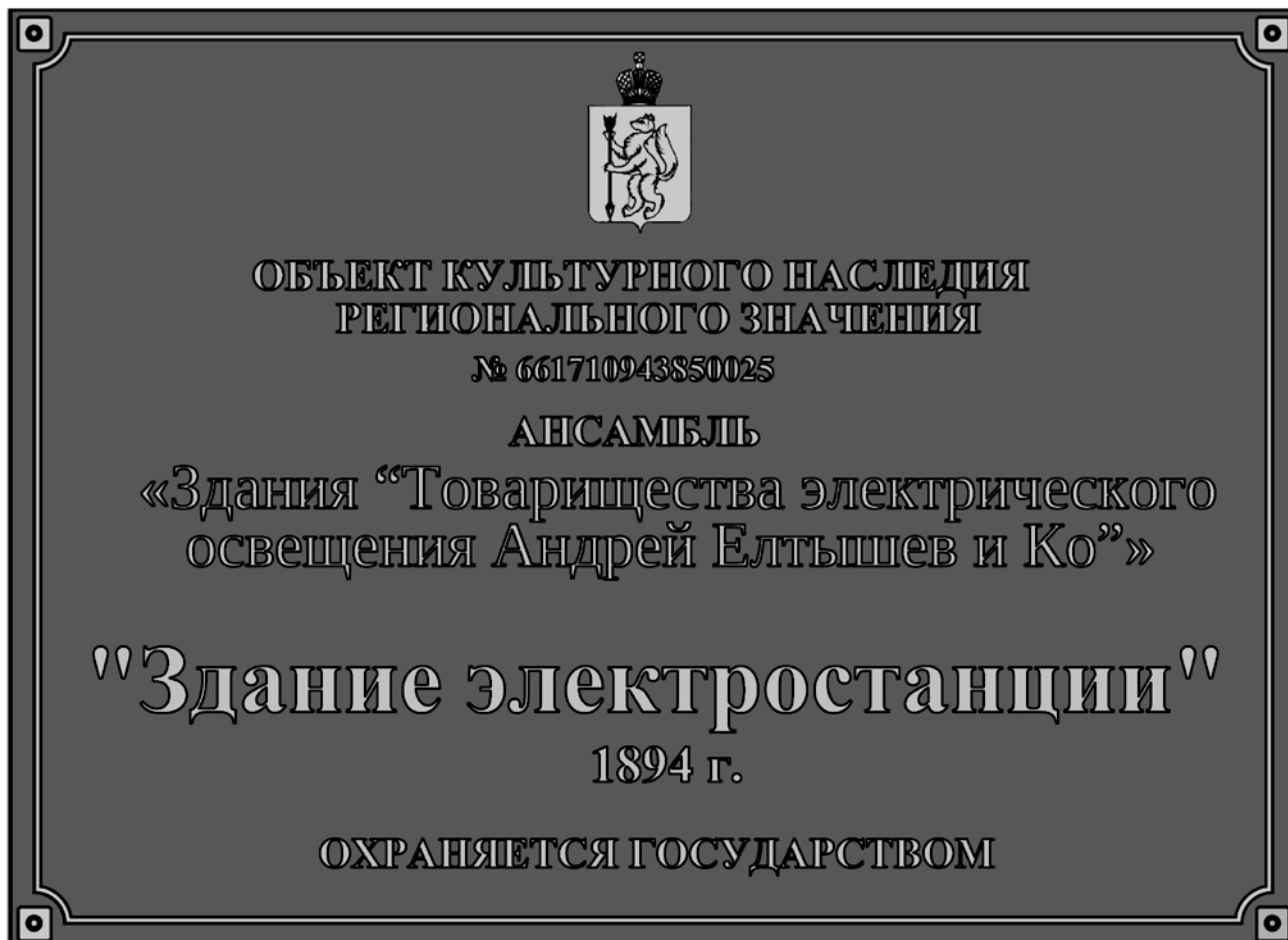 ОБЪЕКТ КУЛЬТУРНОГО НАСЛЕДИЯ
РЕГИОНАЛЬНОГО ЗНАЧЕНИЯ
№ 661710943850025
АНСАМБЛЬ
«Здания “Товарищества электрического
освещения Андрей Елтышев и Ко”»
"Здание электростанции"
1894 г.
ОХРАНЯЕТСЯ ГОСУДАРСТВОМ